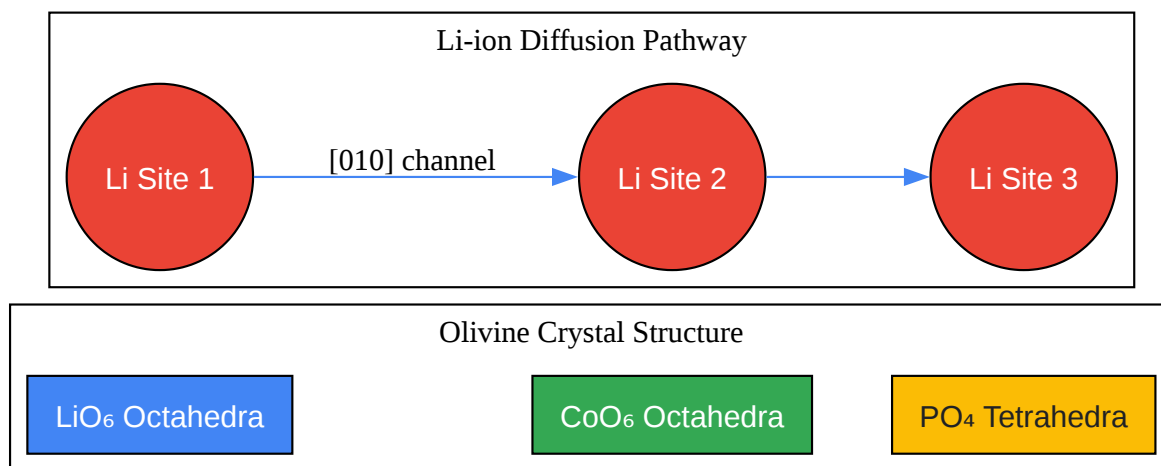 Li-ion Diffusion Pathway
Li Site 1
[010] channel
Li Site 2
Li Site 3
Olivine Crystal Structure
LiO₆ Octahedra
CoO₆ Octahedra
PO₄ Tetrahedra